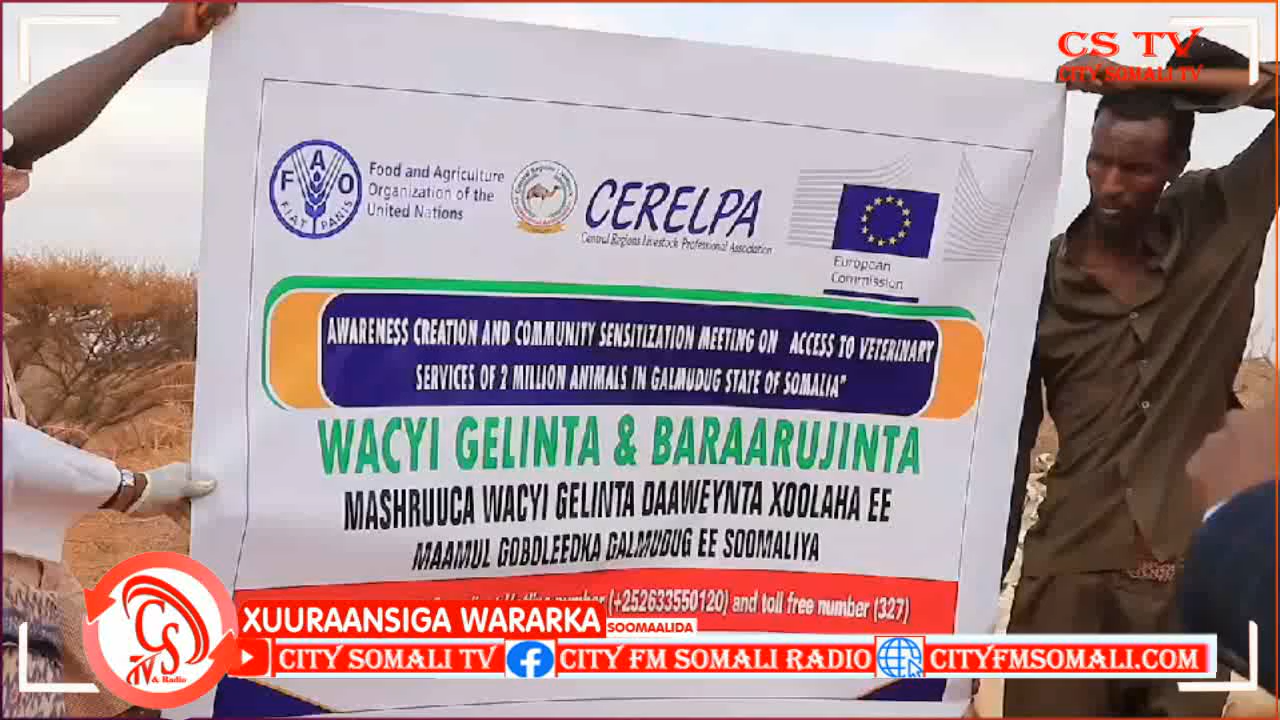 CS TV
CITY SOMALI TV
FAO
FIAT PANIS
Food and Agriculture
Organization of the
United Nations
CERELPA
Central Regions Livestock Professional Association
European
Commission
AWARENESS CREATION AND COMMUNITY SENSITIZATION MEETING ON ACCESS TO VETERINARY
SERVICES OF 2 MILLION ANIMALS IN GALMUDUG STATE OF SOMALIA"
WACYI GELINTA & BARAARUJINTA
MASHRUUCA WACYI GELINTA DAAWEYNTA XOOLAHA EE
MAAMUL GOBOLEEDKA GALMUDUG EE SOOMALIYA
number (+252633550120) and toll free number (327)
XUURAANSIGA WARARKA
SOOMAALIDA
CS
TV
& Radio
CITY SOMALI TV
CITY FM SOMALI RADIO
CITYFMSOMALI.COM